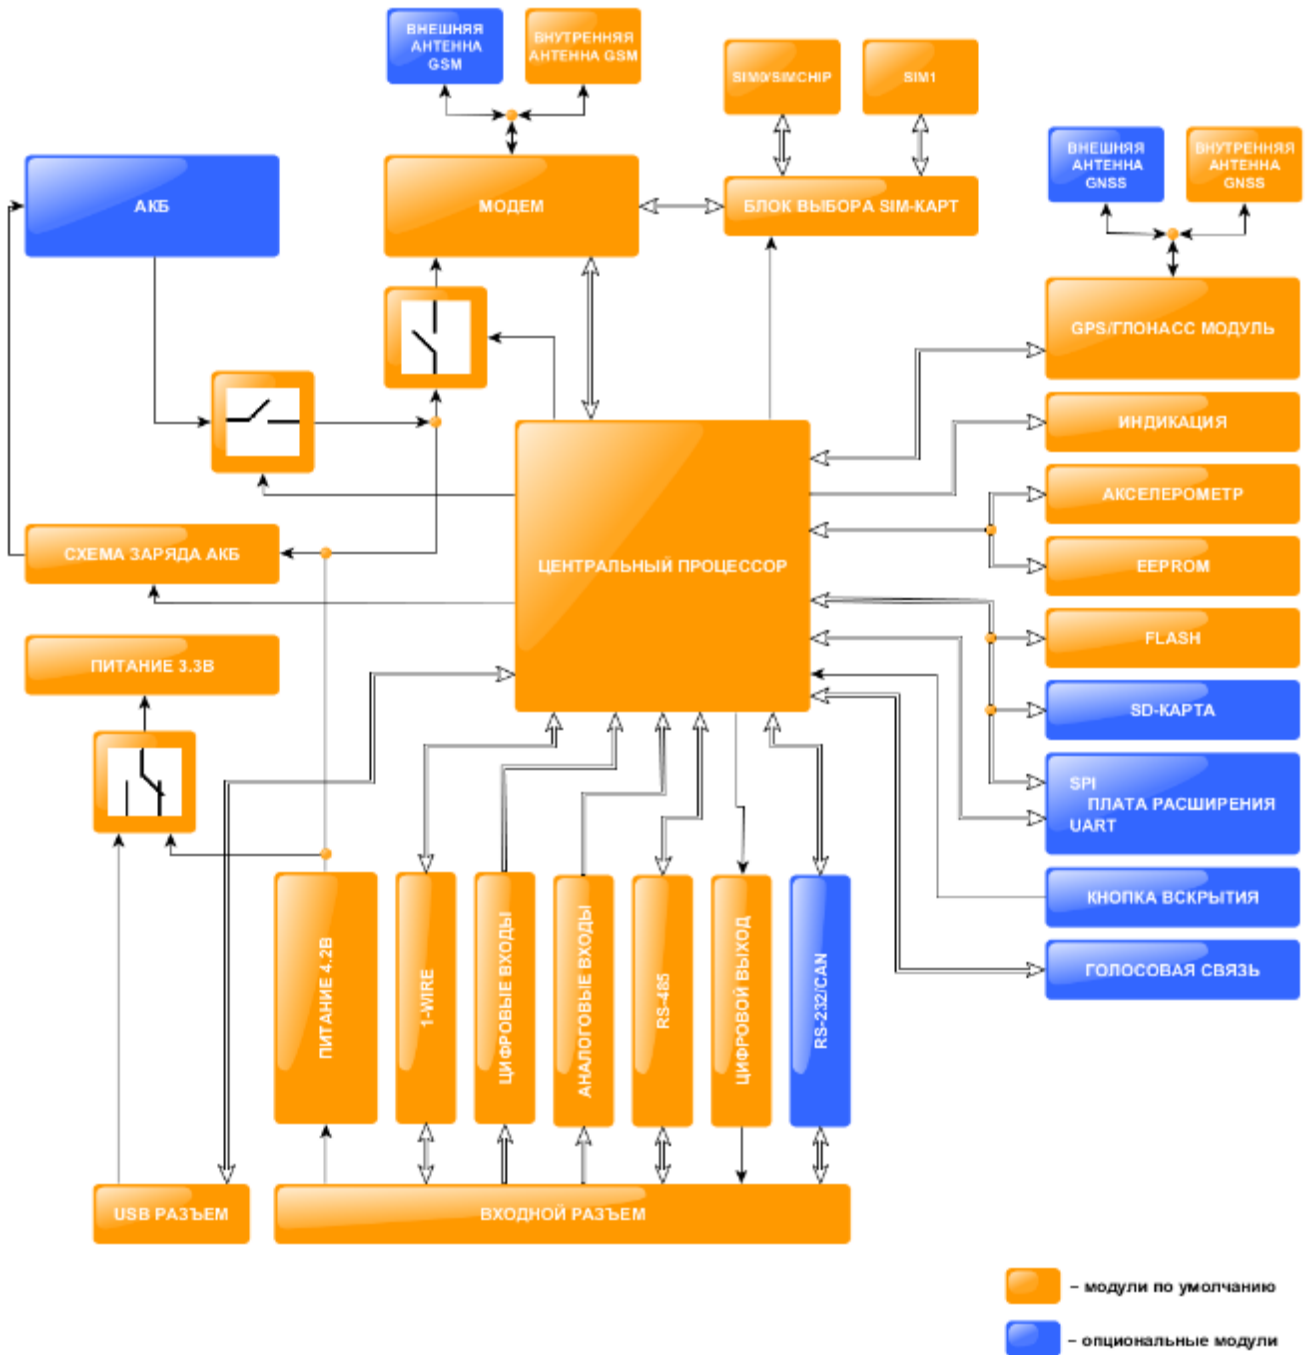 ВНЕШНЯЯ
АНТЕННА
GSM
ВНУТРЕННЯЯ
АНТЕННА GSM
SIM0/SIMCHIP
SIM1
ВНЕШНЯЯ
АНТЕННА
GNSS
ВНУТРЕННЯЯ
АНТЕННА
GNSS
АКБ
МОДЕМ
БЛОК ВЫБОРА SIM-КАРТ
GPS/ГЛОНАСС МОДУЛЬ
ИНДИКАЦИЯ
АКСЕЛЕРОМЕТР
СХЕМА ЗАРЯДА АКБ
ЦЕНТРАЛЬНЫЙ ПРОЦЕССОР
EEPROM
FLASH
ПИТАНИЕ 3.3В
SD-КАРТА
SPI
ПЛАТА РАСШИРЕНИЯ
UART
КНОПКА ВСКРЫТИЯ
ГОЛОСОВАЯ СВЯЗЬ
ПИТАНИЕ 4.2В
1-WIRE
ЦИФРОВЫЕ ВХОДЫ
АНАЛОГОВЫЕ ВХОДЫ
RS-485
ЦИФРОВОЙ ВЫХОД
RS-232/CAN
USB РАЗЪЕМ
ВХОДНОЙ РАЗЪЕМ
– модули по умолчанию
– опциональные модули